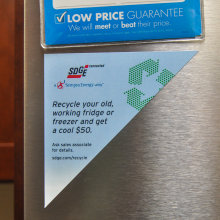 LOW PRICE GUARANTEE
We will meet or beat their price.
SDGE
A Sempra Energy utility
Recycle your old,
working fridge or
freezer and get
a cool $50.
Ask sales associate
for details.
sdge.com/recycle